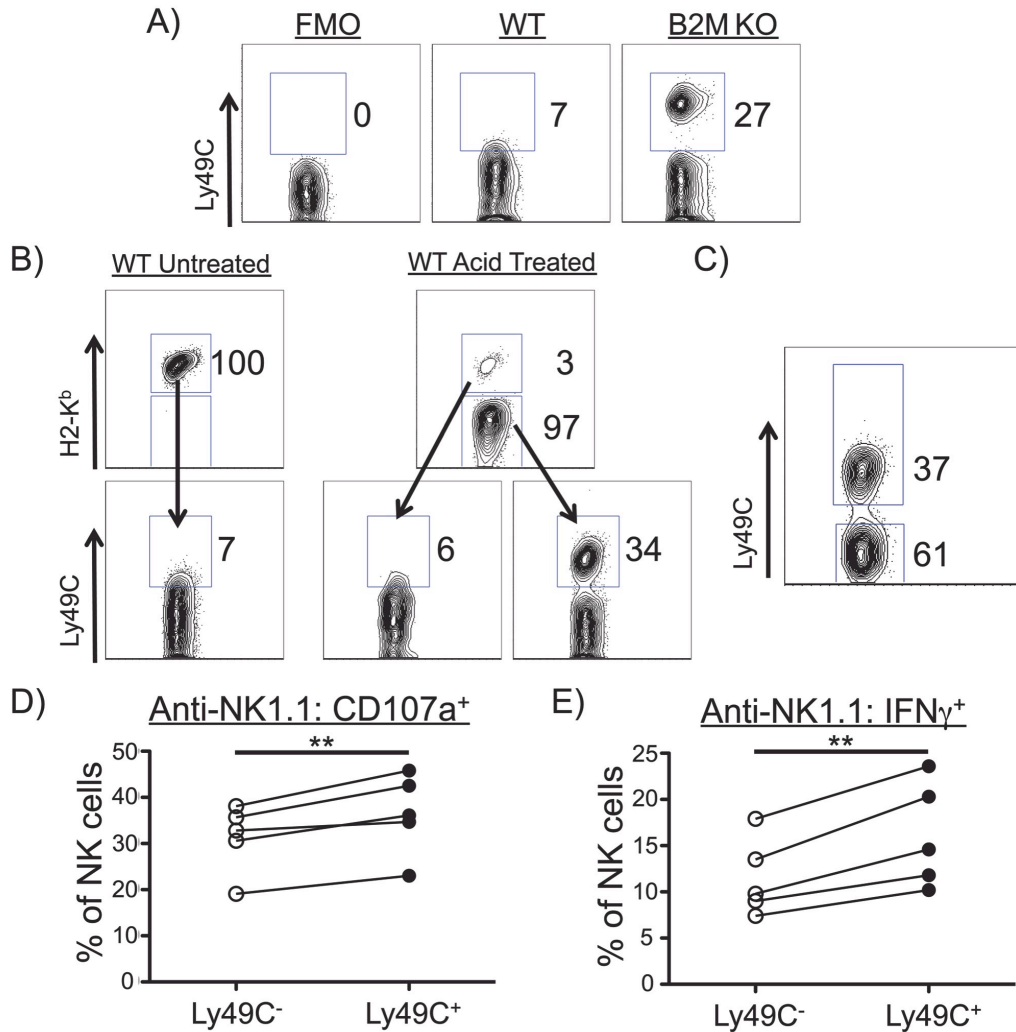 A)
FMO WT B2M KO
Ly49C
0 7 27
B) C)
WT Untreated WT Acid Treated
H2-Kᵇ
100 3
97
Ly49C
7 6 34
Ly49C
37
61
D) E)
Anti-NK1.1: CD107a⁺
**
% of NK cells
50
40
30
20
10
0
Ly49C⁻ Ly49C⁺
Anti-NK1.1: IFNγ⁺
**
% of NK cells
25
20
15
10
5
0
Ly49C⁻ Ly49C⁺